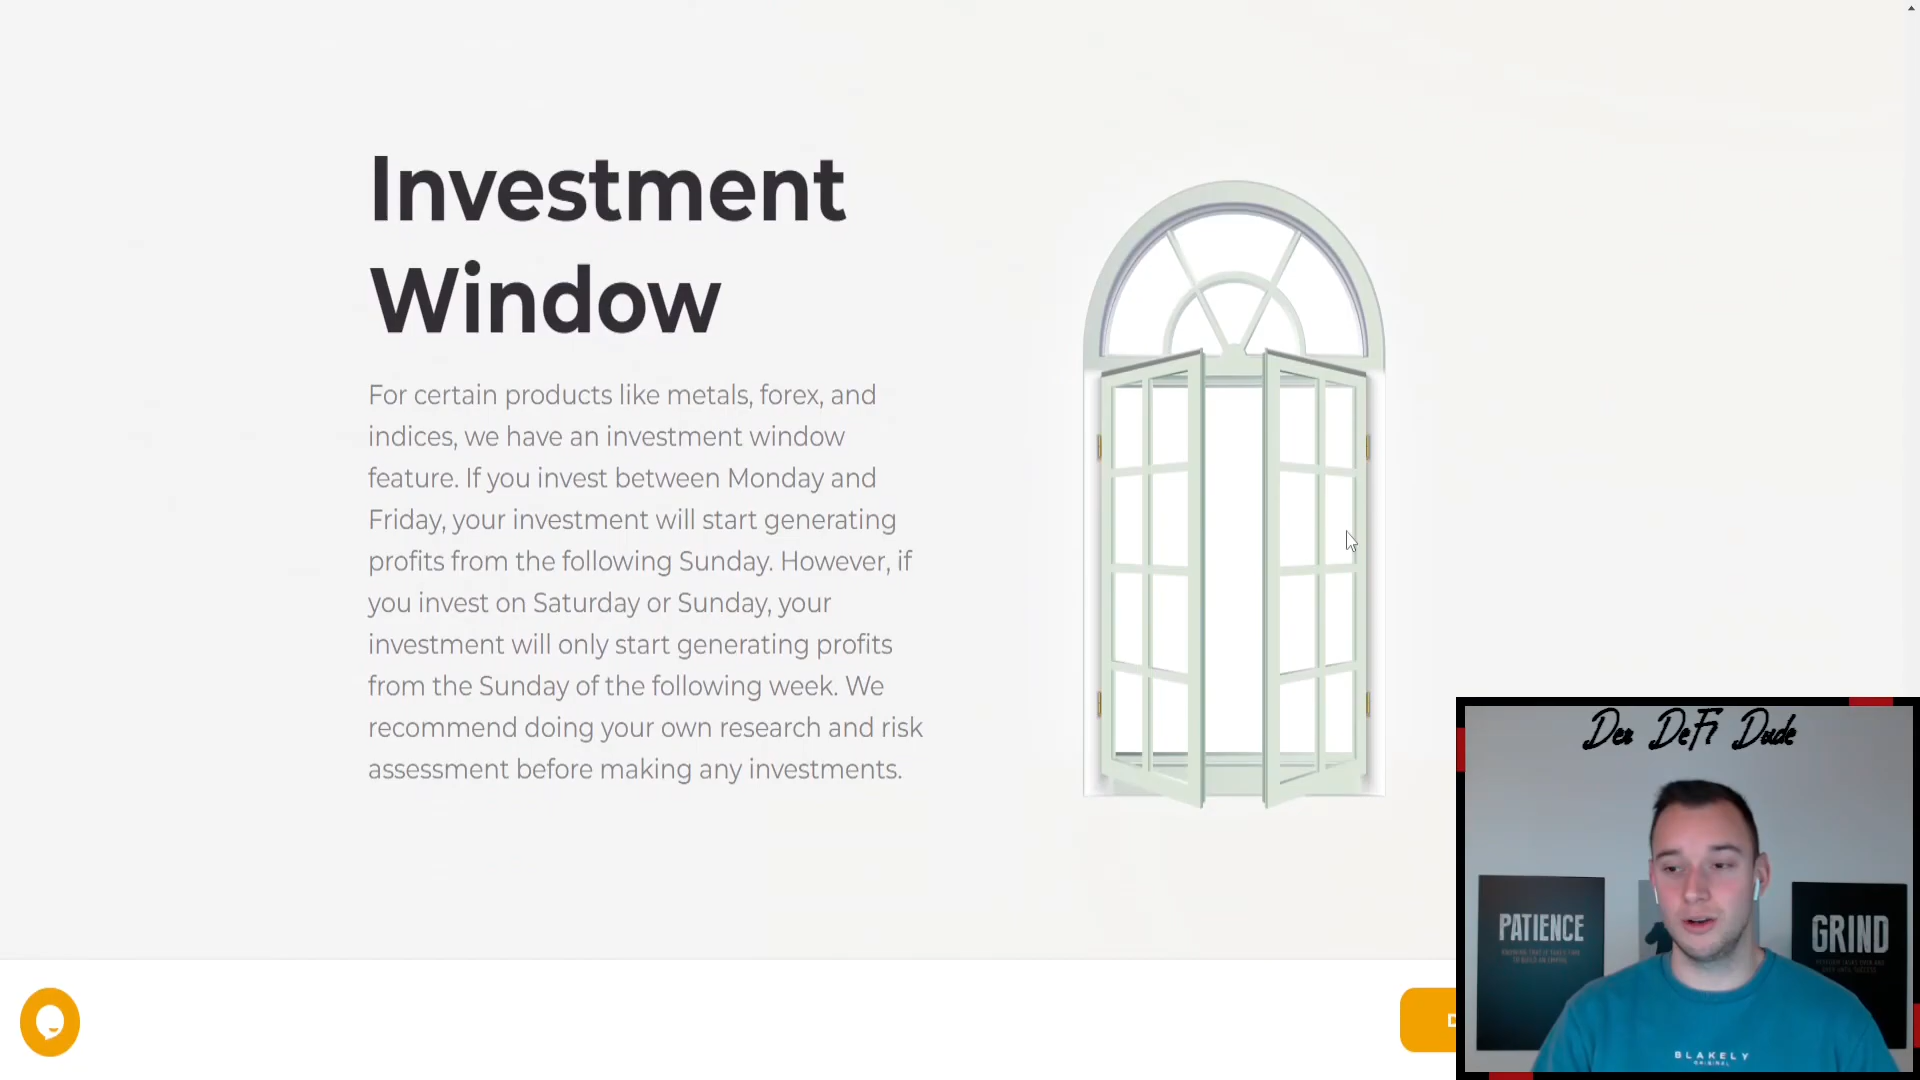 Investment
Window
For certain products like metals, forex, and
indices, we have an investment window
feature. If you invest between Monday and
Friday, your investment will start generating
profits from the following Sunday. However, if
you invest on Saturday or Sunday, your
investment will only start generating profits
from the Sunday of the following week. We
recommend doing your own research and risk
assessment before making any investments.
Der DeFi Dude
PATIENCE
GRIND
BLAKELY